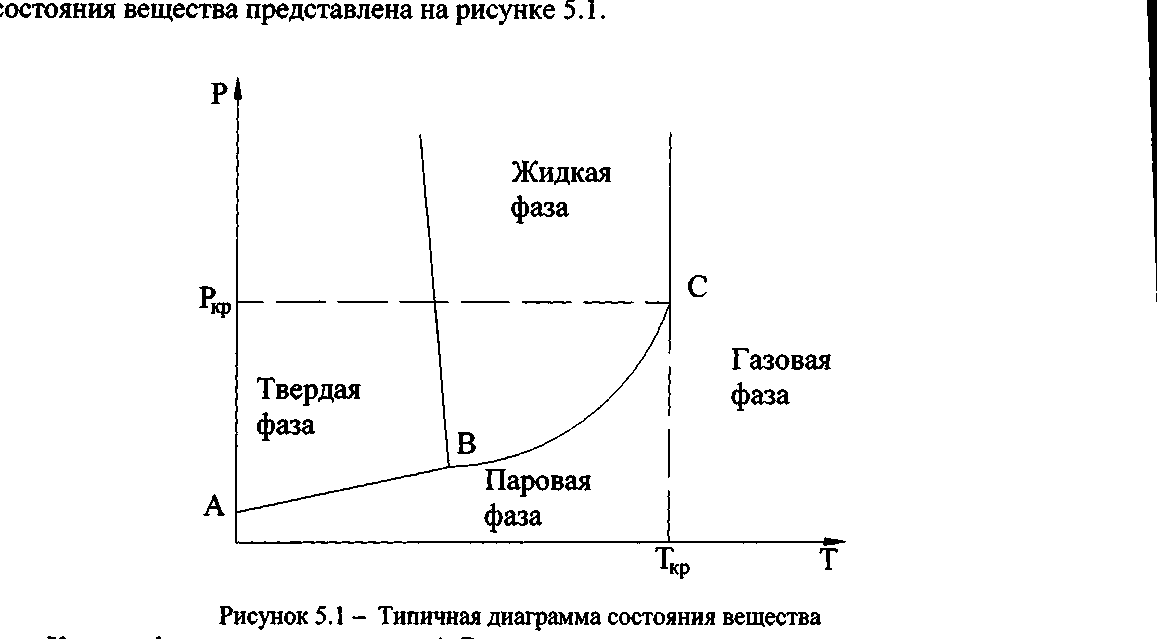 состояния вещества представлена на рисунке 5.1.
P
Жидкая
фаза
Pкр
C
Газовая
фаза
Твердая
фаза
B
Паровая
фаза
A
Tкр
T
Рисунок 5.1 – Типичная диаграмма состояния вещества